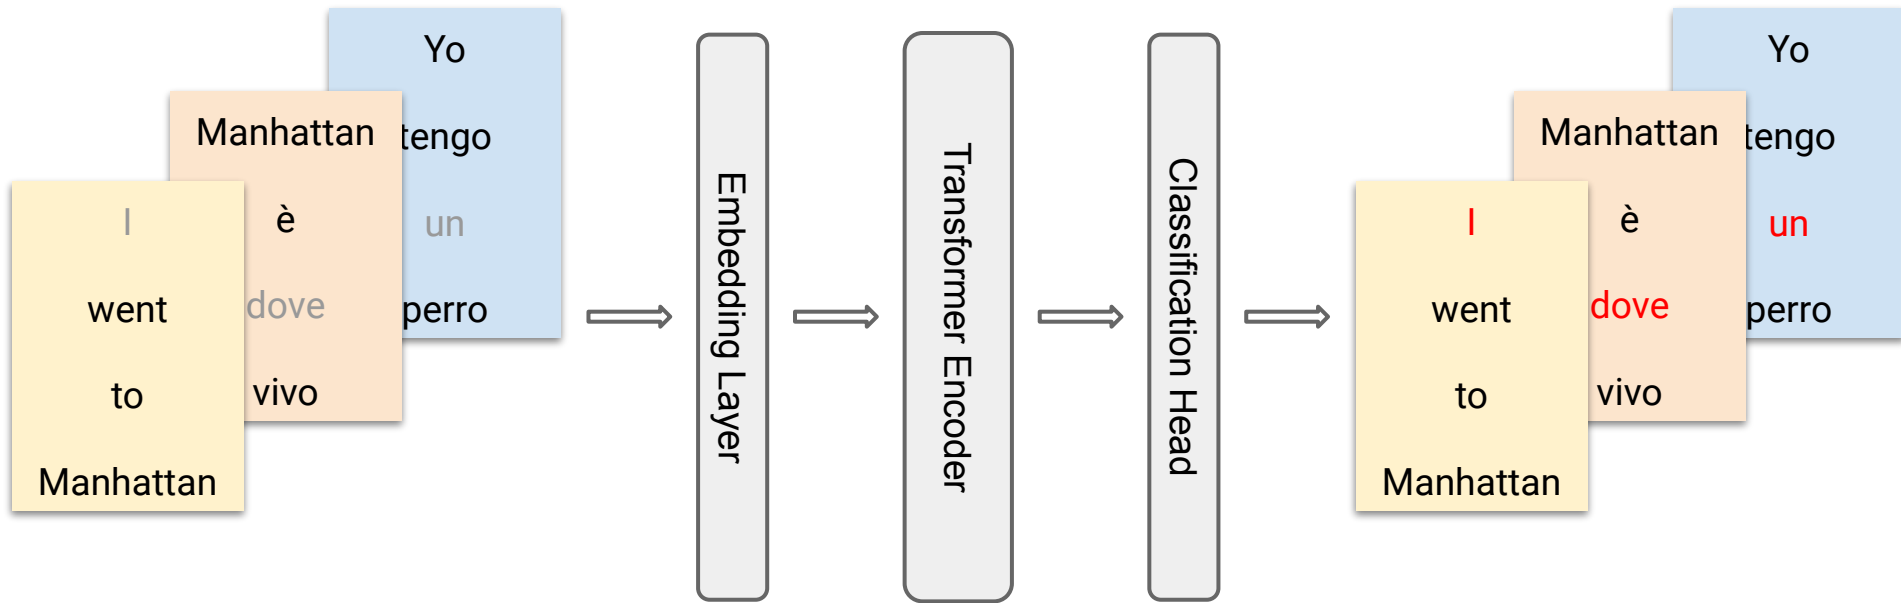 I
went
to
Manhattan
Manhattan
è
dove
vivo
Yo
tengo
un
perro
Embedding Layer
Transformer Encoder
Classification Head
I
went
to
Manhattan
Manhattan
è
dove
vivo
Yo
tengo
un
perro